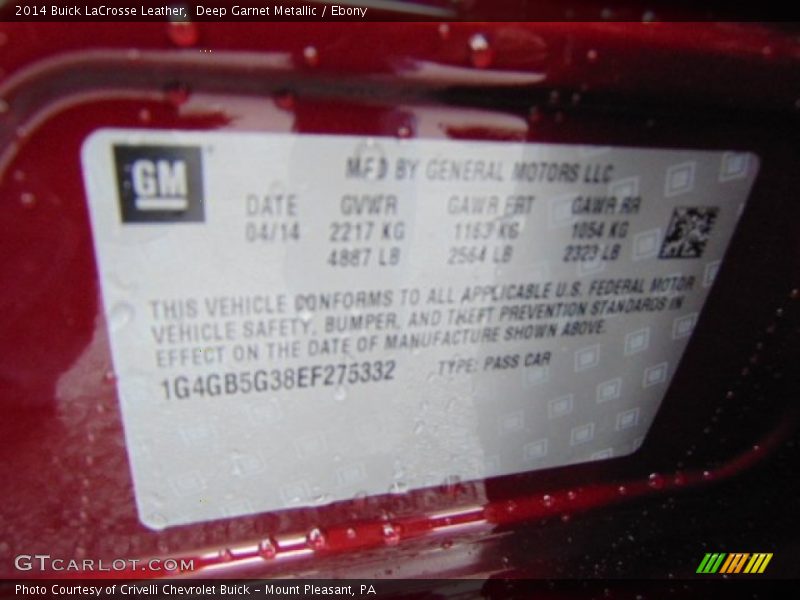 2014 Buick LaCrosse Leather,  Deep Garnet Metallic / Ebony
GM
MFD BY GENERAL MOTORS LLC
DATE GVWR GAWR FRT GAWR RR
04/14 2217 KG 1163 KG 1054 KG
4887 LB 2564 LB 2323 LB
THIS VEHICLE CONFORMS TO ALL APPLICABLE U.S. FEDERAL MOTOR
VEHICLE SAFETY, BUMPER, AND THEFT PREVENTION STANDARDS IN
EFFECT ON THE DATE OF MANUFACTURE SHOWN ABOVE.
1G4GB5G38EF275332 TYPE: PASS CAR
GTCARLOT.COM
Photo Courtesy of Crivelli Chevrolet Buick - Mount Pleasant, PA